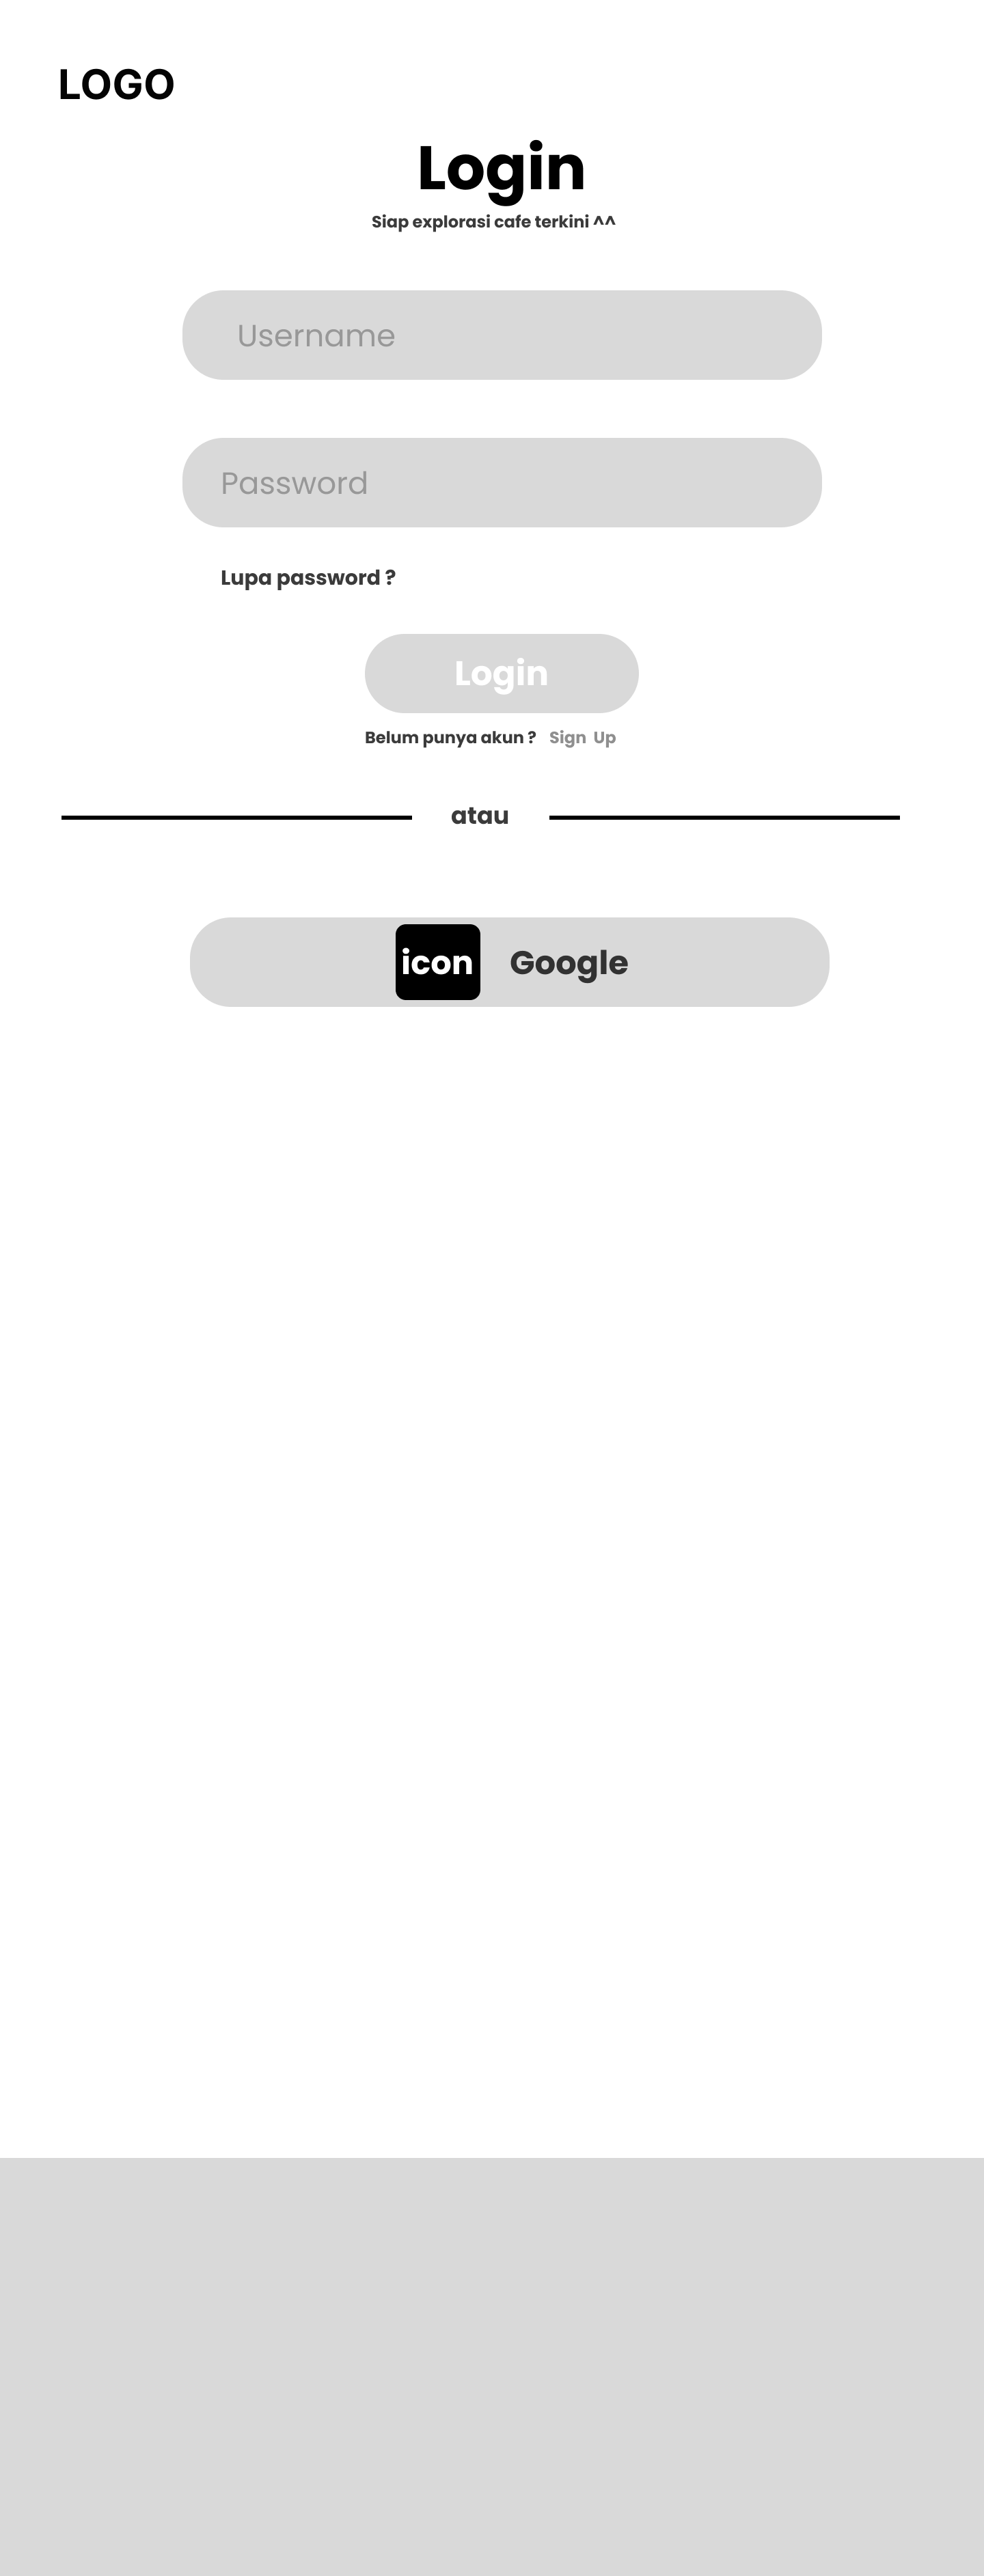 LOGO
Login
Siap explorasi cafe terkini ^^
Username
Password
Lupa password ?
Login
Belum punya akun ? Sign Up
atau
icon Google